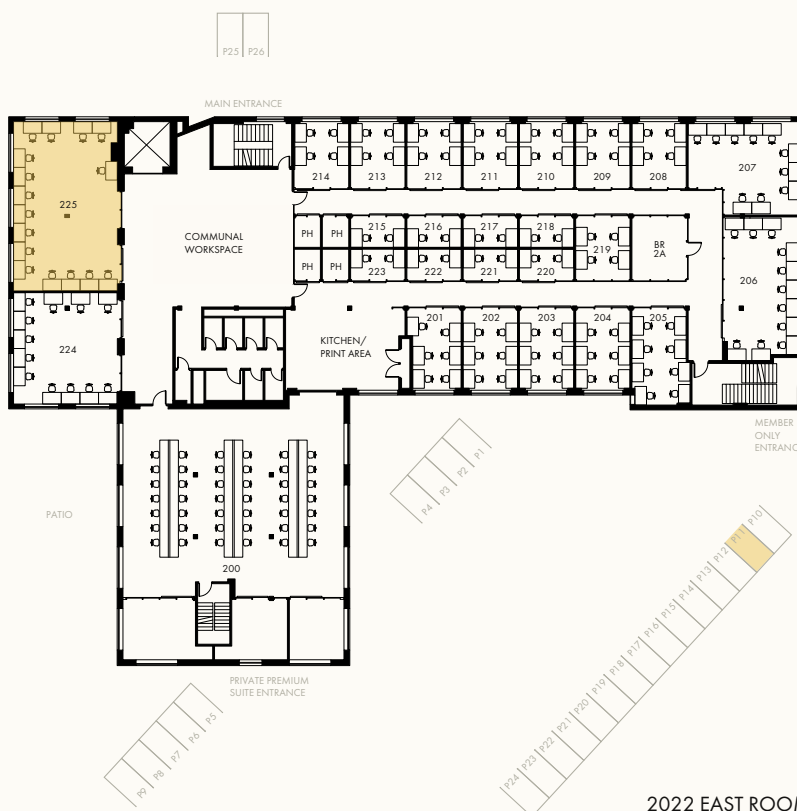 P25 P26
MAIN ENTRANCE
214 213 212 211 210 209 208
207
225
COMMUNAL
WORKSPACE
PH PH
215 216 217 218
219
BR
2A
PH PH
223 222 221 220
206
224
KITCHEN/
PRINT AREA
201 202 203 204 205
MEMBER
ONLY
ENTRANC
P1
P2
P3
P4
PATIO
200
P10
P11
P12
P13
P14
P15
P16
P17
P18
P19
P20
P21
P22
P23
P24
PRIVATE PREMIUM
SUITE ENTRANCE
P5
P6
P7
P8
P9
2022 EAST ROOM